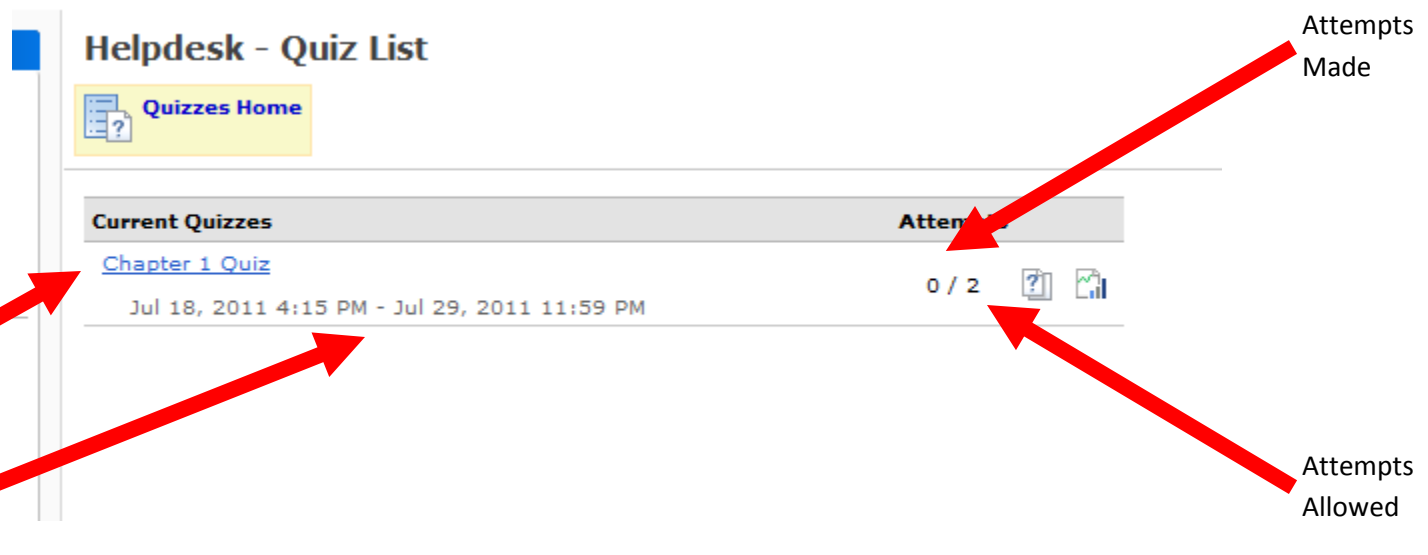 Attempts
Made
Helpdesk - Quiz List
Quizzes Home
Current Quizzes
Chapter 1 Quiz
0 / 2
Jul 18, 2011 4:15 PM - Jul 29, 2011 11:59 PM
Attempts
Allowed